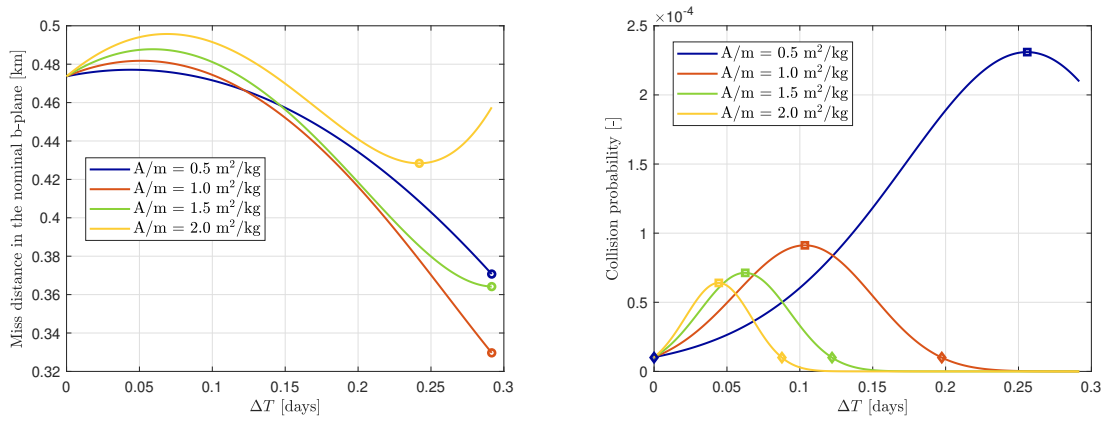 Miss distance in the nominal b-plane [km]
0.5
0.48
0.46
0.44
0.42
0.4
0.38
0.36
0.34
0.32
A/m = 0.5 m²/kg
A/m = 1.0 m²/kg
A/m = 1.5 m²/kg
A/m = 2.0 m²/kg
0 0.05 0.1 0.15 0.2 0.25 0.3
ΔT [days]
Collision probability [-]
×10⁻⁴
2.5
2
1.5
1
0.5
0
A/m = 0.5 m²/kg
A/m = 1.0 m²/kg
A/m = 1.5 m²/kg
A/m = 2.0 m²/kg
0 0.05 0.1 0.15 0.2 0.25 0.3
ΔT [days]